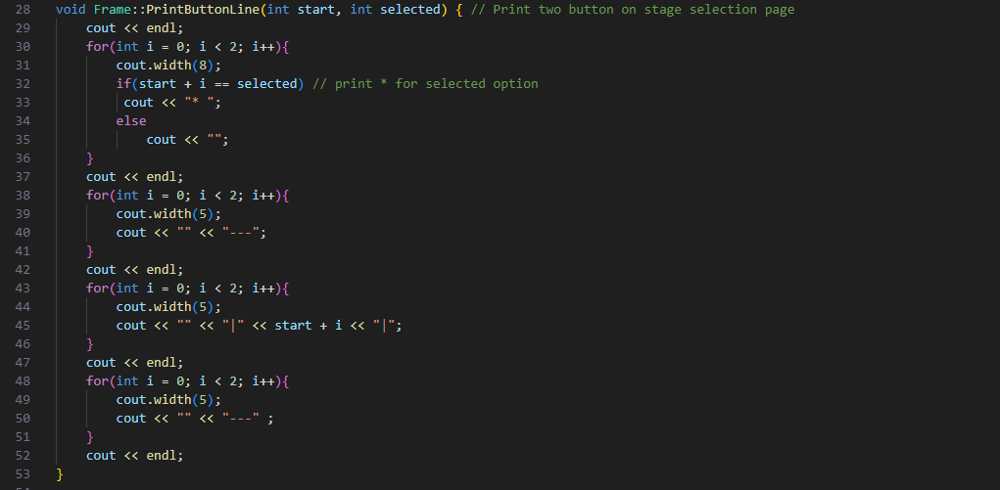 28 void Frame::PrintButtonLine(int start, int selected) { // Print two button on stage selection page
29     cout << endl;
30     for(int i = 0; i < 2; i++){
31         cout.width(8);
32         if(start + i == selected) // print * for selected option
33          cout << "* ";
34         else
35             cout << "";
36     }
37     cout << endl;
38     for(int i = 0; i < 2; i++){
39         cout.width(5);
40         cout << "" << "---";
41     }
42     cout << endl;
43     for(int i = 0; i < 2; i++){
44         cout.width(5);
45         cout << "" << "|" << start + i << "|";
46     }
47     cout << endl;
48     for(int i = 0; i < 2; i++){
49         cout.width(5);
50         cout << "" << "---" ;
51     }
52     cout << endl;
53 }